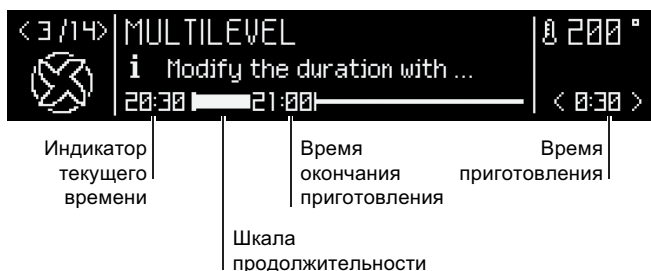 < 3 /14> MULTILEVEL 200 °
i Modify the duration with ...
20:30 21:00 < 0:30 >
Индикатор
текущего
времени
Время
окончания
приготовления
Время
приготовления
Шкала
продолжительности